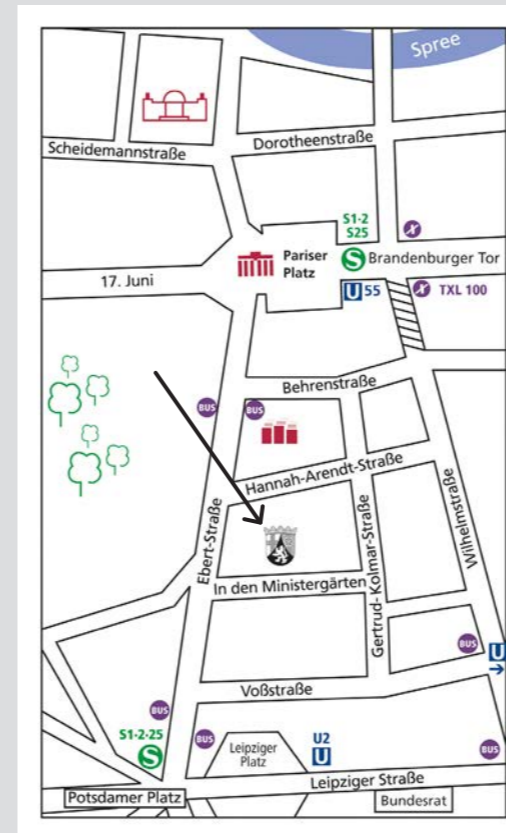 Spree
Scheidemannstraße
Dorotheenstraße
S1·2
S25
Pariser
Platz
S
Brandenburger Tor
17. Juni
U 55
TXL 100
Behrenstraße
BUS
BUS
Hannah-Arendt-Straße
Ebert-Straße
Gertrud-Kolmar-Straße
Wilhelmstraße
In den Ministergärten
BUS
U
Voßstraße
BUS
S1·2·25
S
BUS
Leipziger
Platz
U2
U
BUS
Leipziger Straße
Potsdamer Platz
Bundesrat